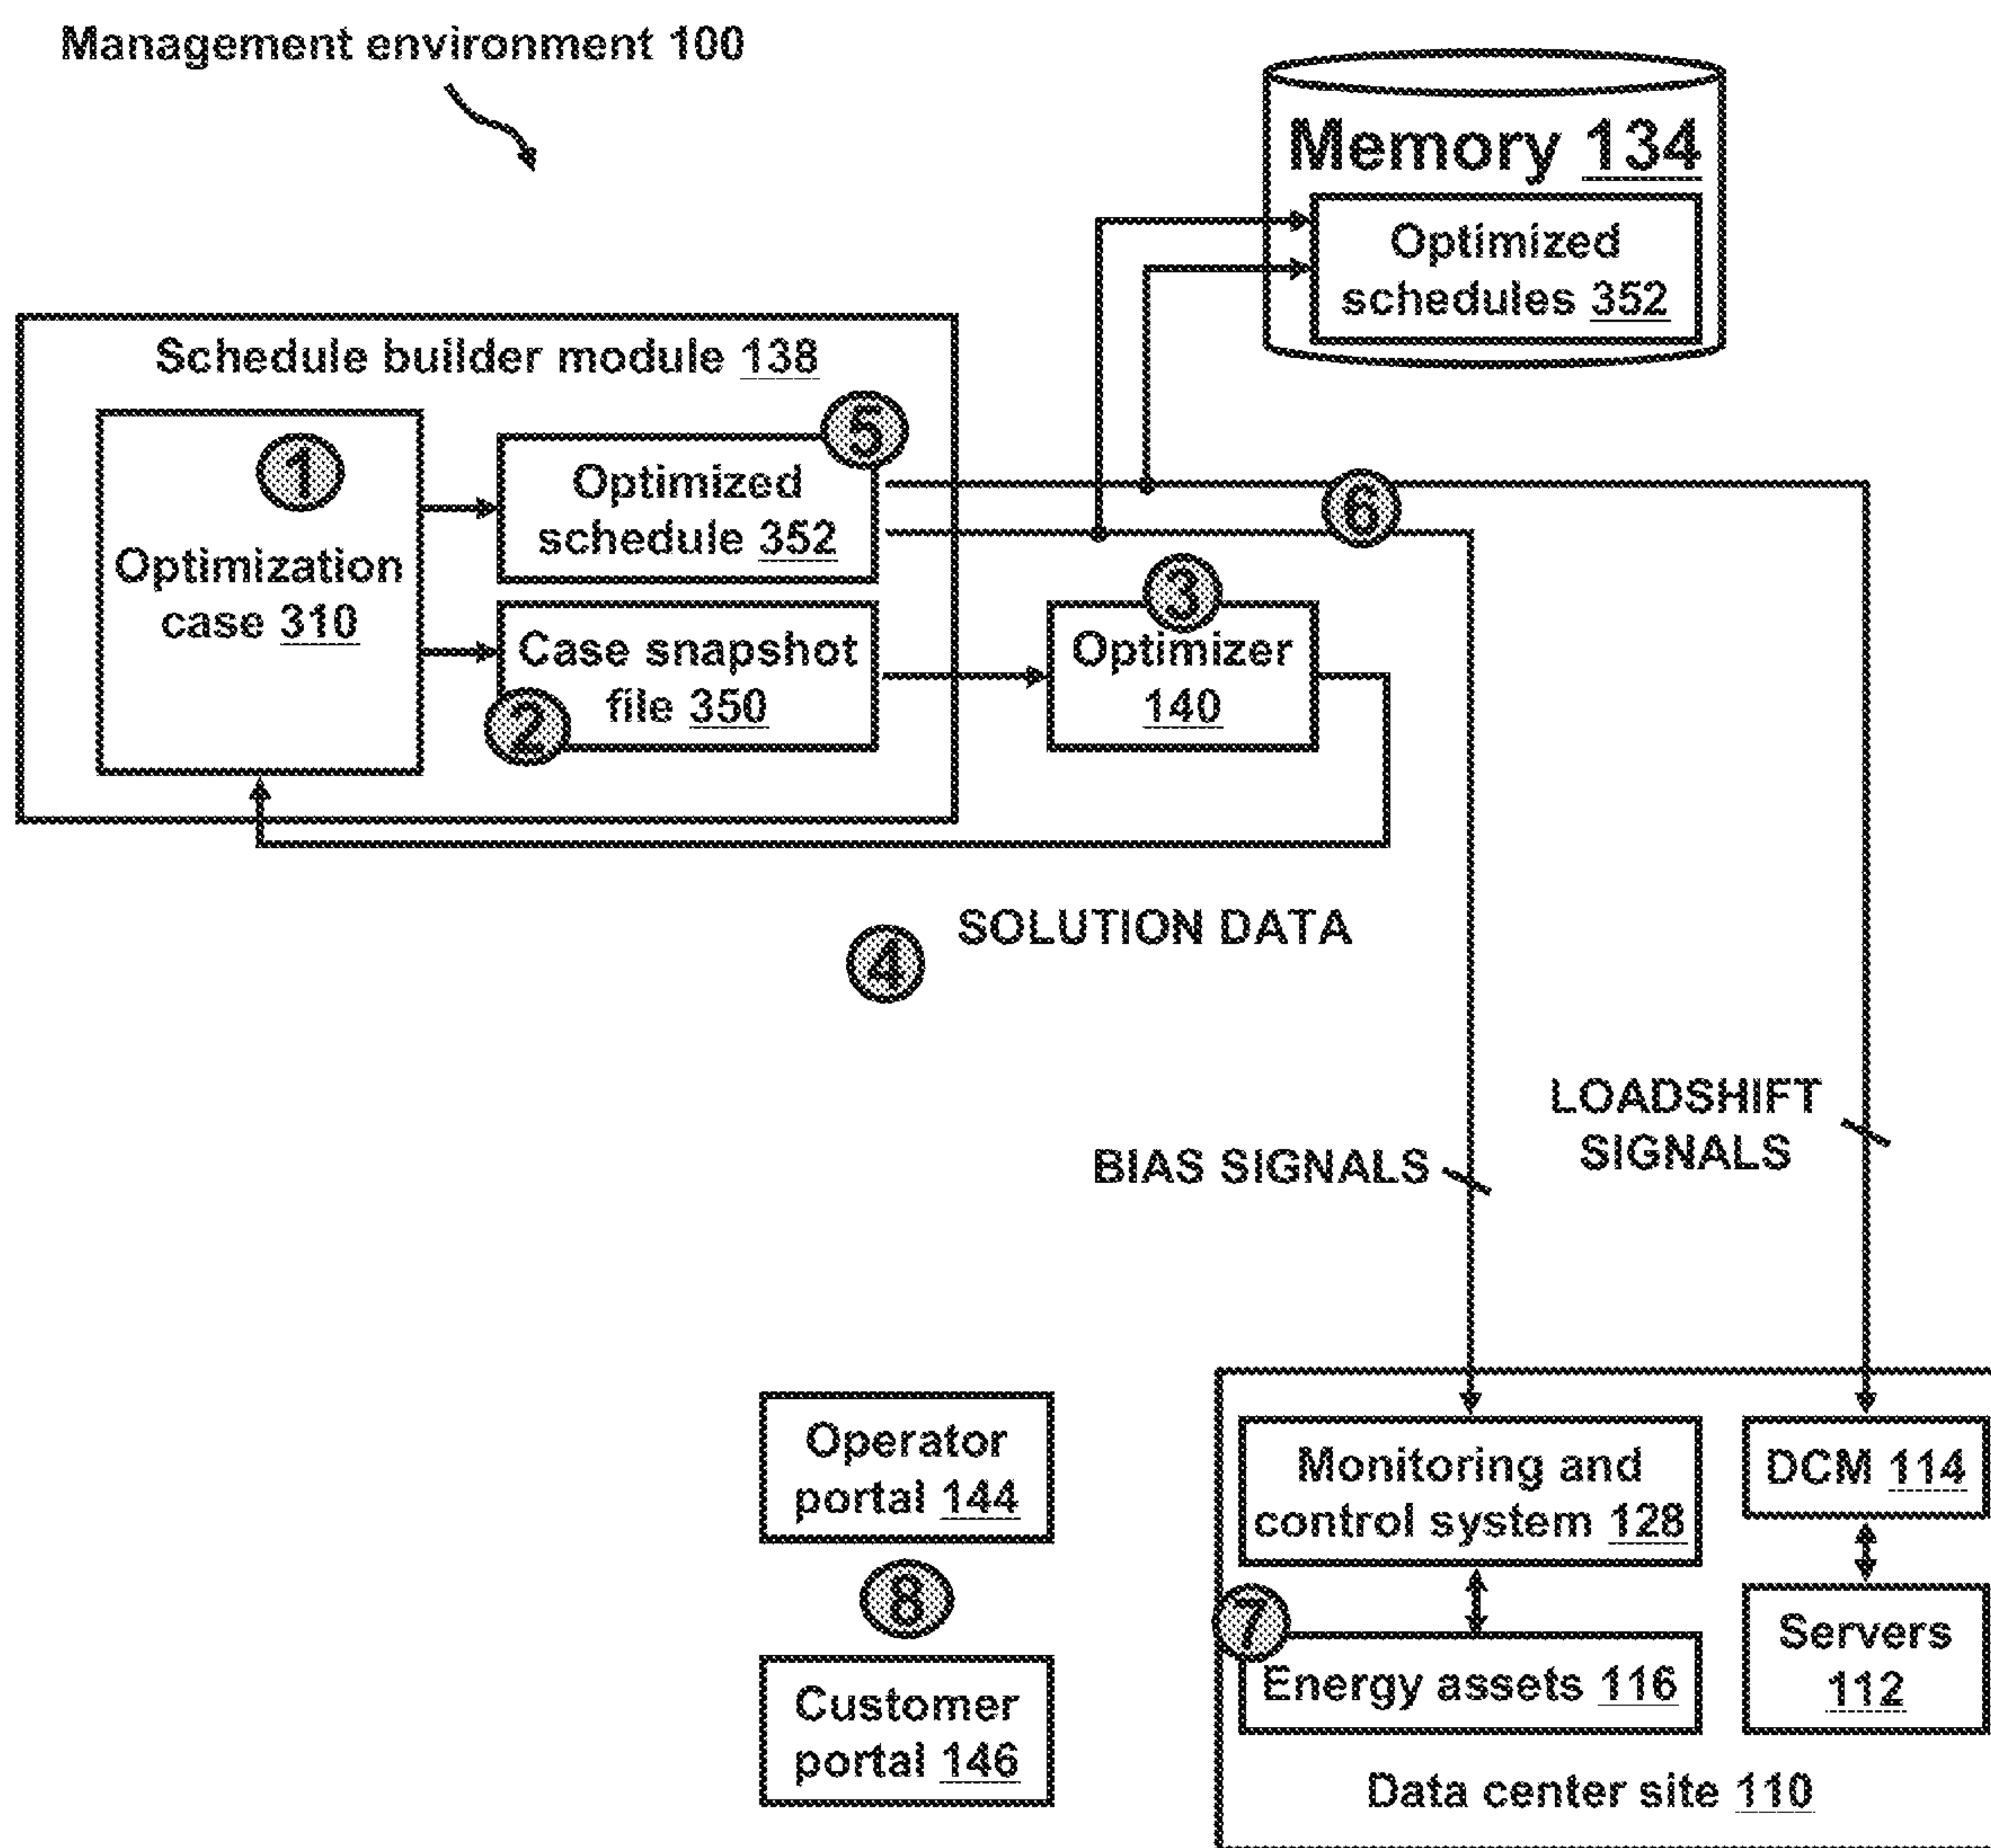 Management environment 100
Memory 134
Optimized
schedules 352
Schedule builder module 138
1
Optimization
case 310
5
Optimized
schedule 352
6
2
Case snapshot
file 350
3
Optimizer
140
4
SOLUTION DATA
BIAS SIGNALS
LOADSHIFT
SIGNALS
Operator
portal 144
8
Customer
portal 146
Monitoring and
control system 128
7
Energy assets 116
DCM 114
Servers
112
Data center site 110